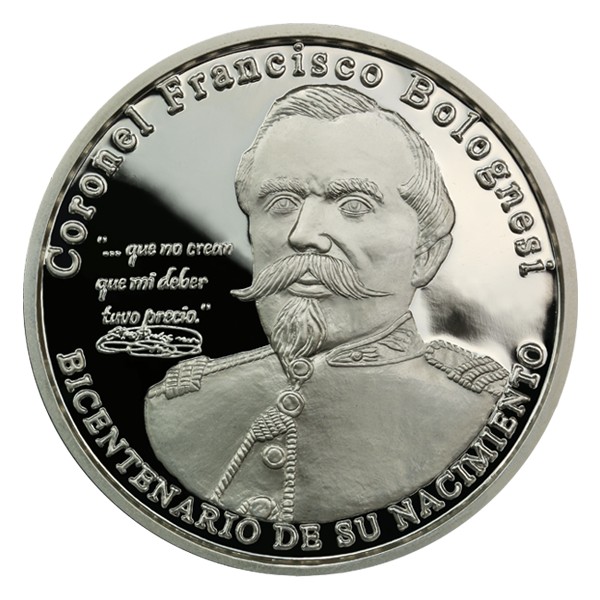 Coronel Francisco Bolognesi
"... que no crean
que mi deber
tuvo precio."
BICENTENARIO DE SU NACIMIENTO